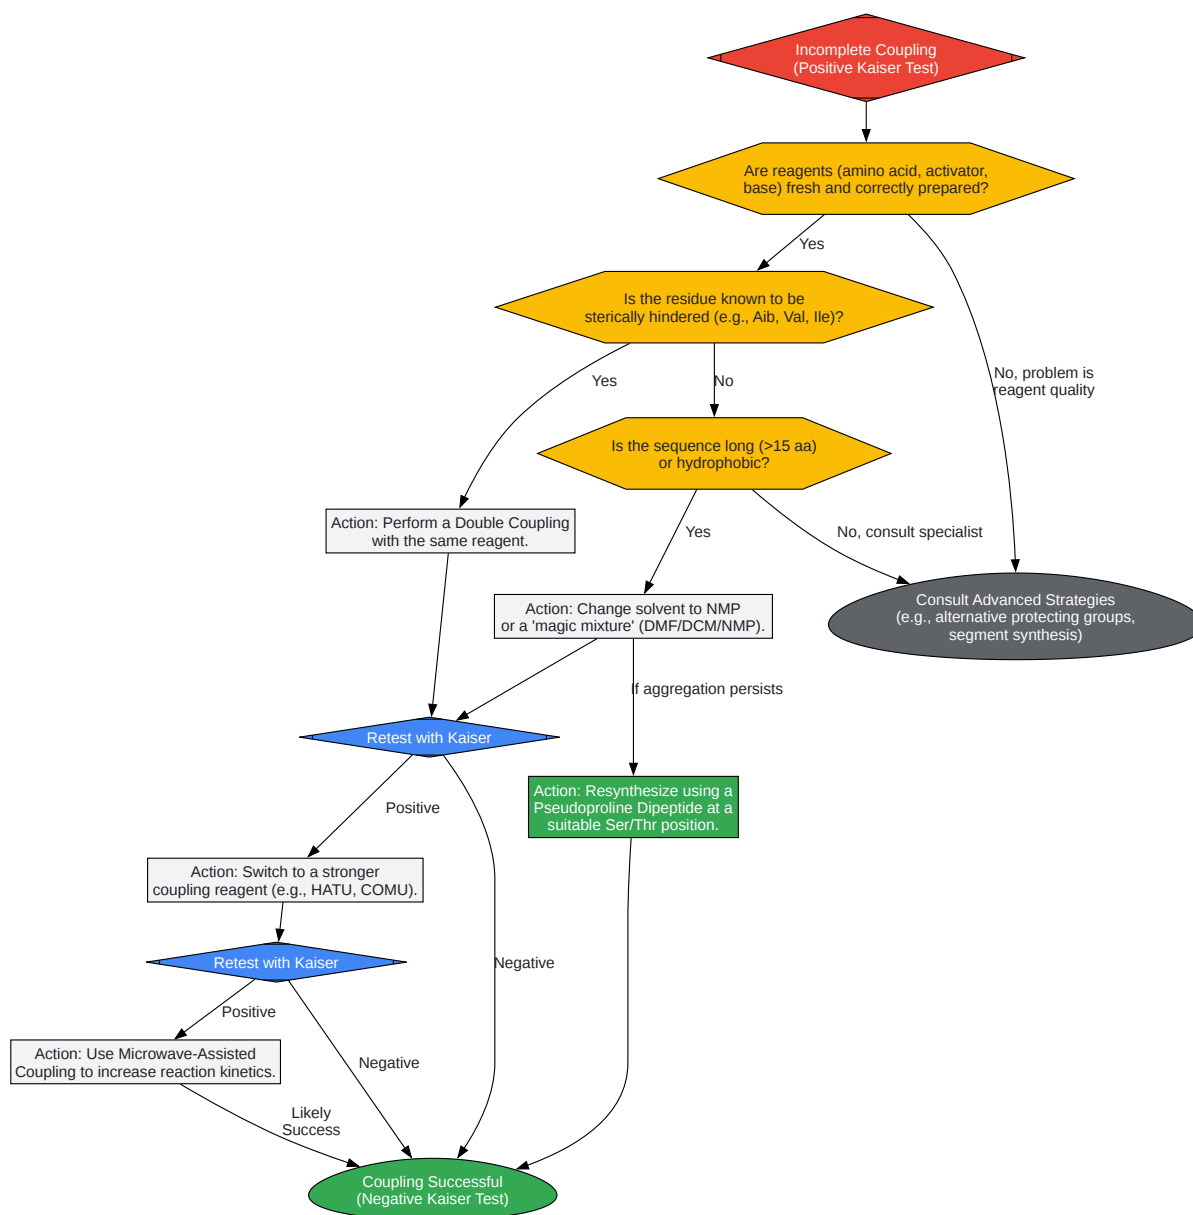 Incomplete Coupling
(Positive Kaiser Test)
Are reagents (amino acid, activator,
base) fresh and correctly prepared?
Yes
Is the residue known to be
sterically hindered (e.g., Aib, Val, Ile)?
No, problem is
reagent quality
Yes
No
Is the sequence long (>15 aa)
or hydrophobic?
Action: Perform a Double Coupling
with the same reagent.
Yes
No, consult specialist
Action: Change solvent to NMP
or a 'magic mixture' (DMF/DCM/NMP).
Consult Advanced Strategies
(e.g., alternative protecting groups,
segment synthesis)
If aggregation persists
Retest with Kaiser
Action: Resynthesize using a
Pseudoproline Dipeptide at a
suitable Ser/Thr position.
Positive
Action: Switch to a stronger
coupling reagent (e.g., HATU, COMU).
Retest with Kaiser
Negative
Positive
Action: Use Microwave-Assisted
Coupling to increase reaction kinetics.
Negative
Likely
Success
Coupling Successful
(Negative Kaiser Test)